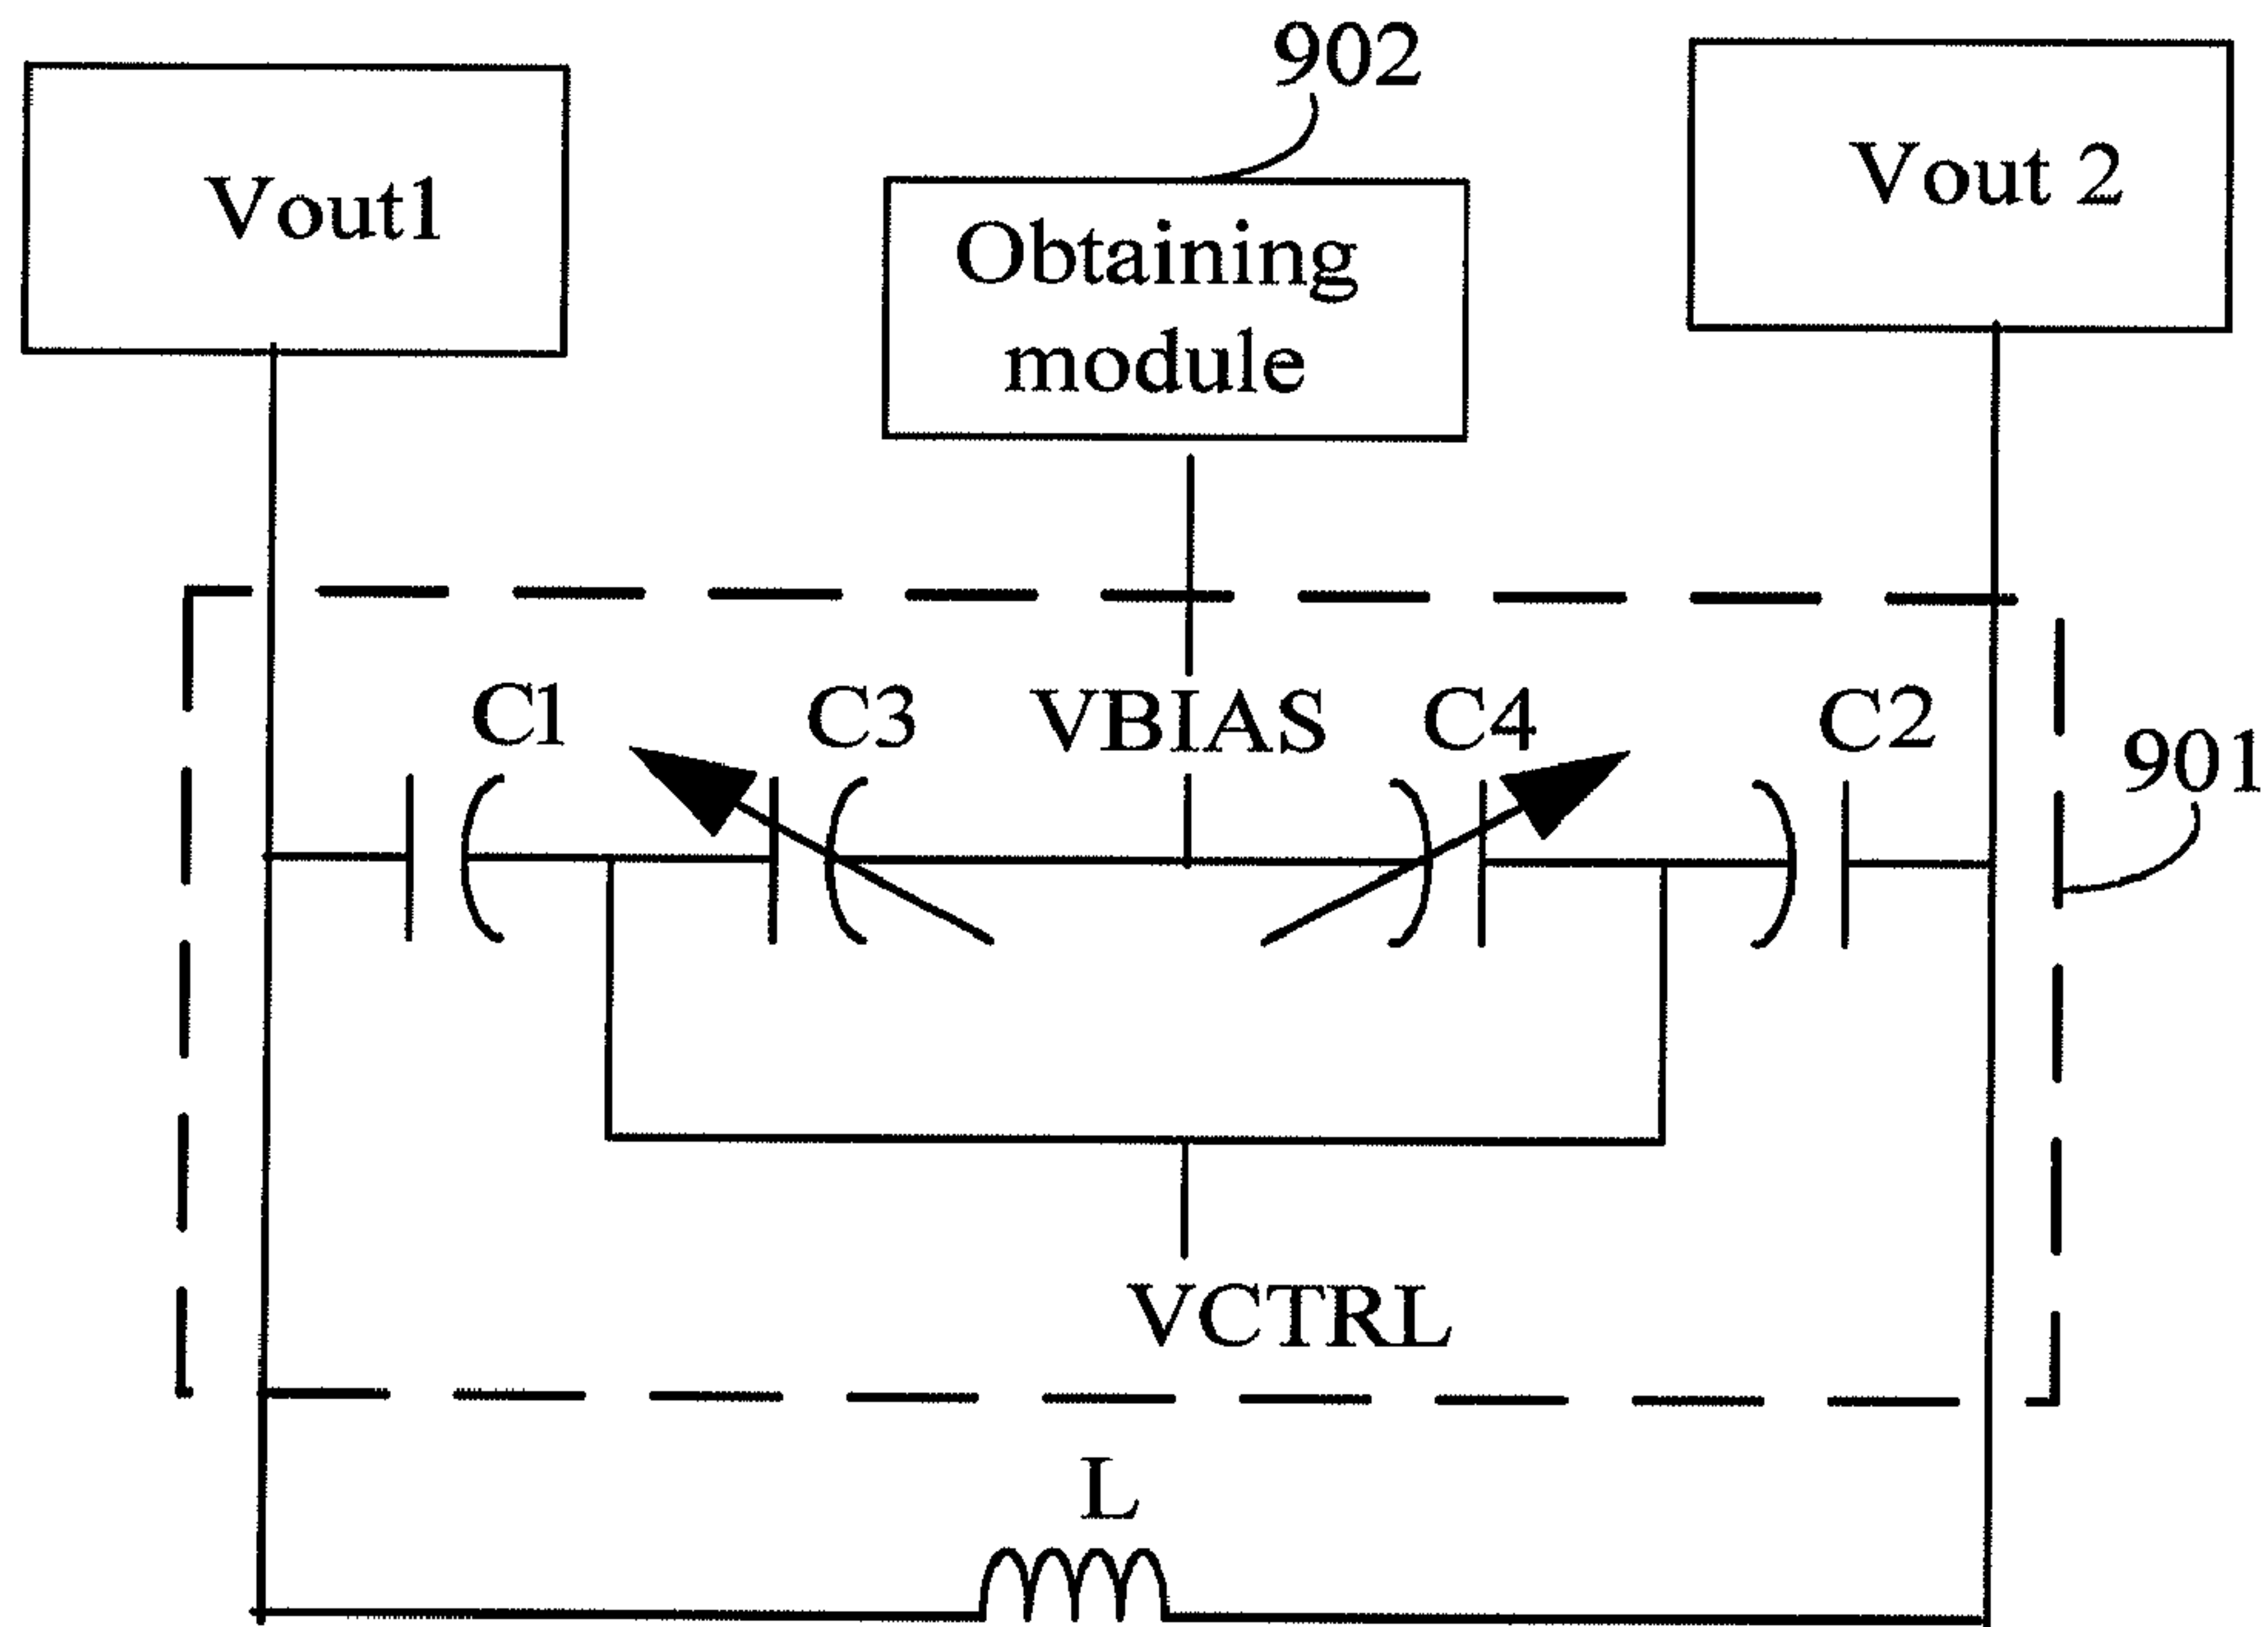 902
Vout1
Obtaining
module
Vout 2
C1
C3
VBIAS
C4
C2
901
VCTRL
L